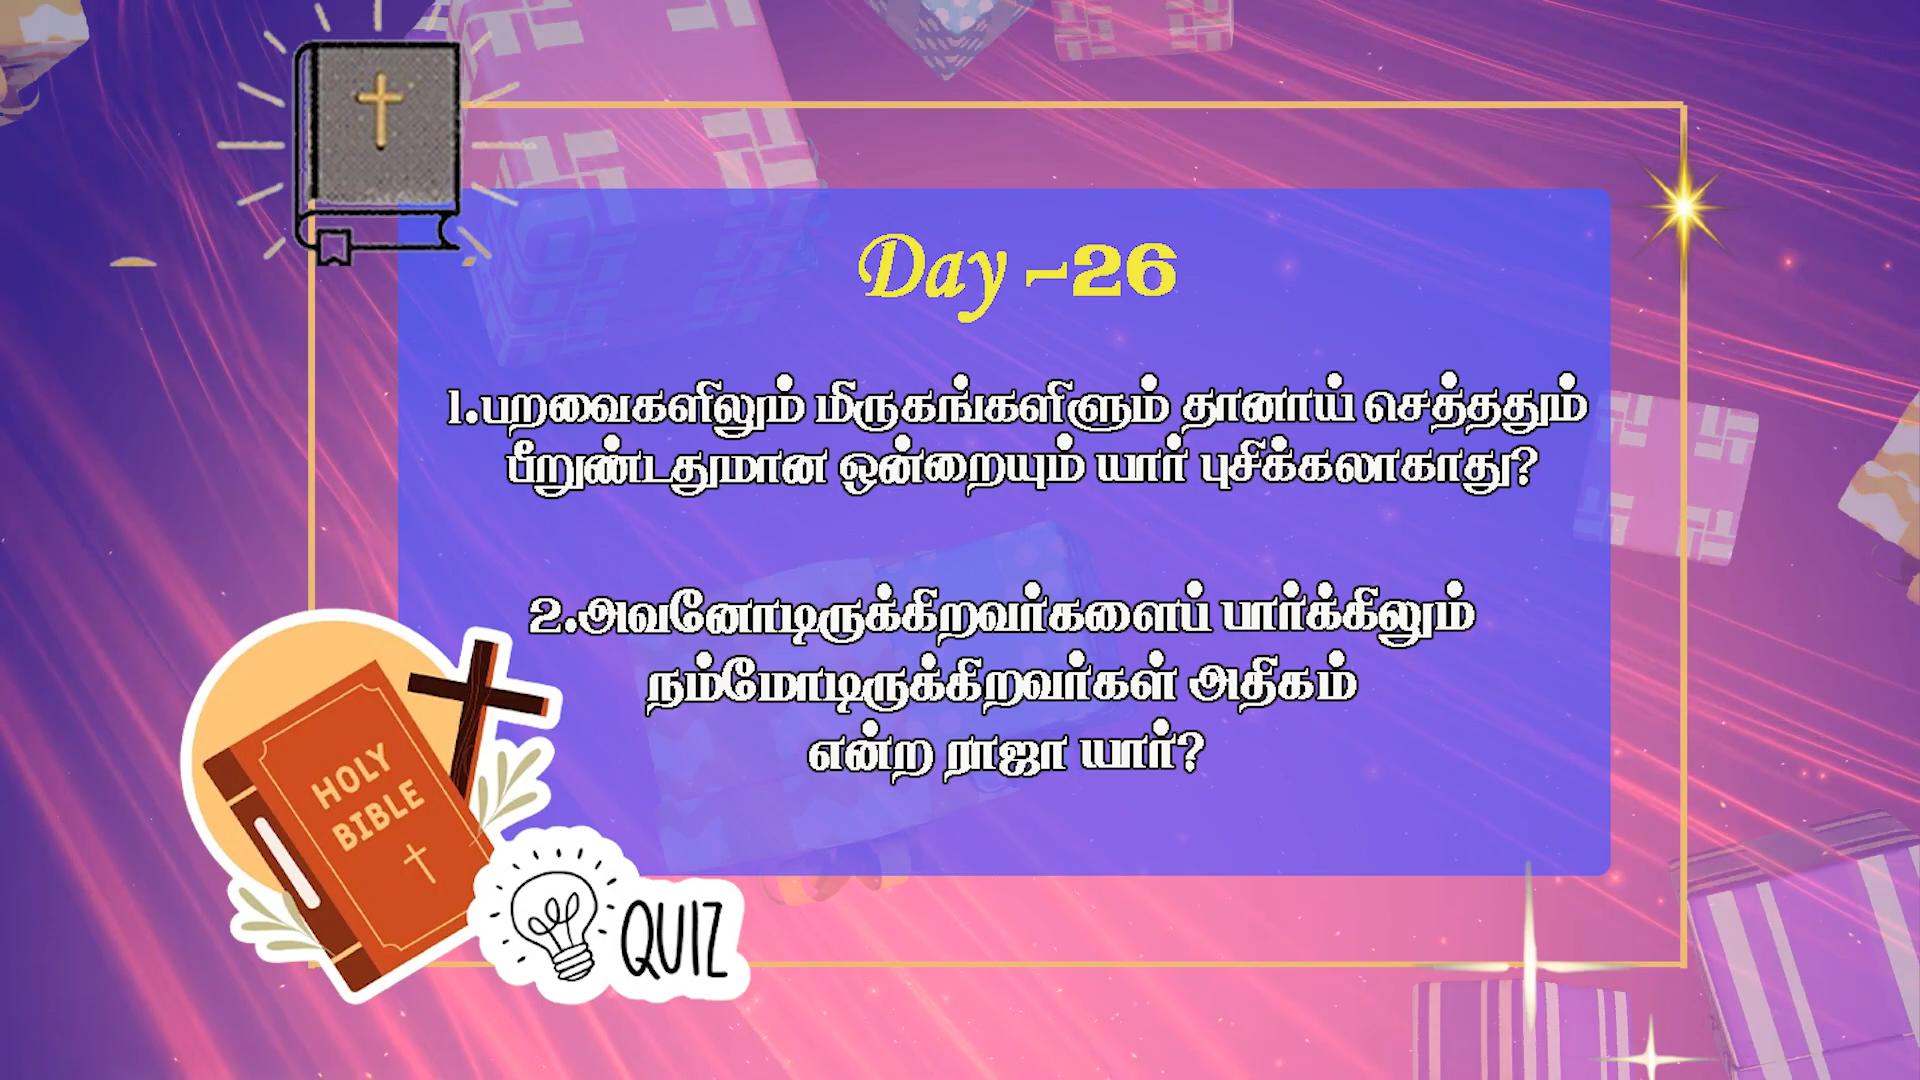 Day -26
1.பறவைகளிலும் மிருகங்களிளும் தானாய் செத்ததும்
பீறுண்டதுமான ஒன்றையும் யார் புசிக்கலாகாது?
2.அவனோடிருக்கிறவர்களைப் பார்க்கிலும்
நம்மோடிருக்கிறவர்கள் அதிகம்
என்ற ராஜா யார்?
HOLY
BIBLE
QUIZ